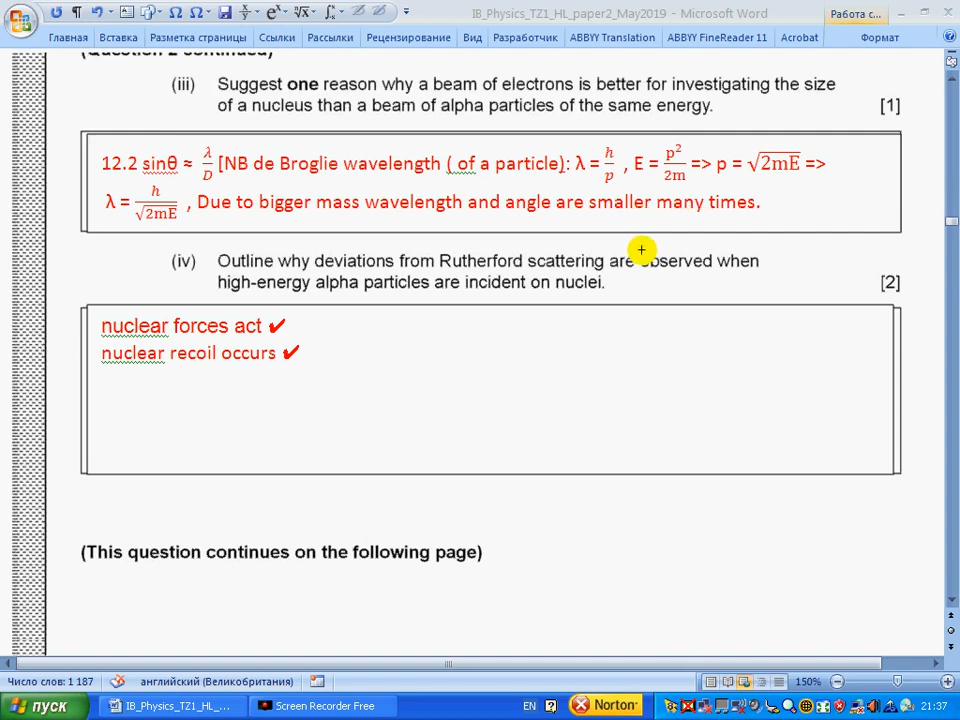 IB_Physics_TZ1_HL_paper2_May2019 - Microsoft Word
Работа с...
Главная Вставка Разметка страницы Ссылки Рассылки Рецензирование Вид Разработчик ABBYY Translation ABBYY FineReader 11 Acrobat Формат
(Question 2 continued)
(iii) Suggest one reason why a beam of electrons is better for investigating the size
of a nucleus than a beam of alpha particles of the same energy. [1]
12.2 sinθ ≈ λ/D [NB de Broglie wavelength ( of a particle): λ = h/p , E = p²/2m => p = √2mE =>
λ = h/√2mE , Due to bigger mass wavelength and angle are smaller many times.
(iv) Outline why deviations from Rutherford scattering are observed when
high-energy alpha particles are incident on nuclei. [2]
nuclear forces act ✔
nuclear recoil occurs ✔
(This question continues on the following page)
Число слов: 1 187 английский (Великобритания) 150%
пуск IB_Physics_TZ1_HL_... Screen Recorder Free EN Norton 21:37